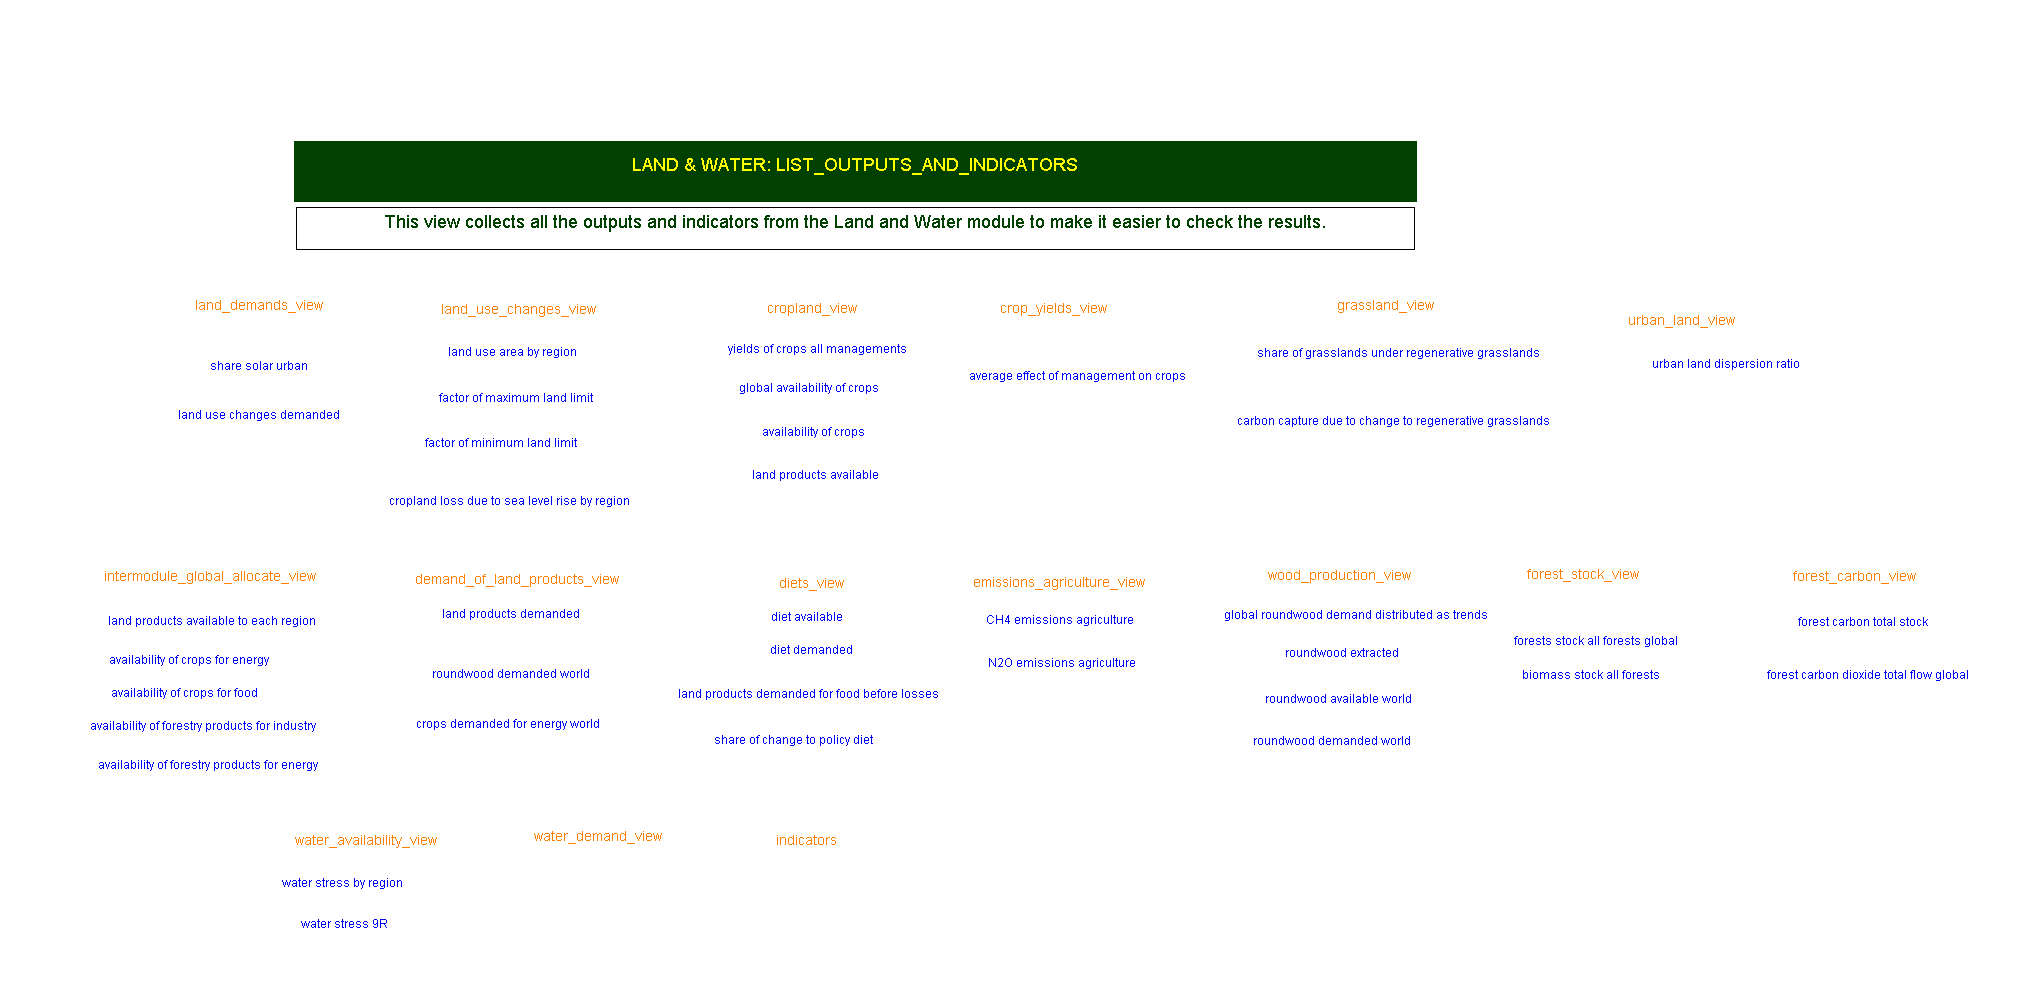 LAND & WATER: LIST_OUTPUTS_AND_INDICATORS
This view collects all the outputs and indicators from the Land and Water module to make it easier to check the results.
land_demands_view
share solar urban
land use changes demanded
land_use_changes_view
land use area by region
factor of maximum land limit
factor of minimum land limit
cropland loss due to sea level rise by region
cropland_view
yields of crops all managements
global availability of crops
availability of crops
land products available
crop_yields_view
average effect of management on crops
grassland_view
share of grasslands under regenerative grasslands
carbon capture due to change to regenerative grasslands
urban_land_view
urban land dispersion ratio
intermodule_global_allocate_view
land products available to each region
availability of crops for energy
availability of crops for food
availability of forestry products for industry
availability of forestry products for energy
demand_of_land_products_view
land products demanded
roundwood demanded world
crops demanded for energy world
diets_view
diet available
diet demanded
land products demanded for food before losses
share of change to policy diet
emissions_agriculture_view
CH4 emissions agriculture
N2O emissions agriculture
wood_production_view
global roundwood demand distributed as trends
roundwood extracted
roundwood available world
roundwood demanded world
forest_stock_view
forests stock all forests global
biomass stock all forests
forest_carbon_view
forest carbon total stock
forest carbon dioxide total flow global
water_availability_view
water stress by region
water stress 9R
water_demand_view
indicators